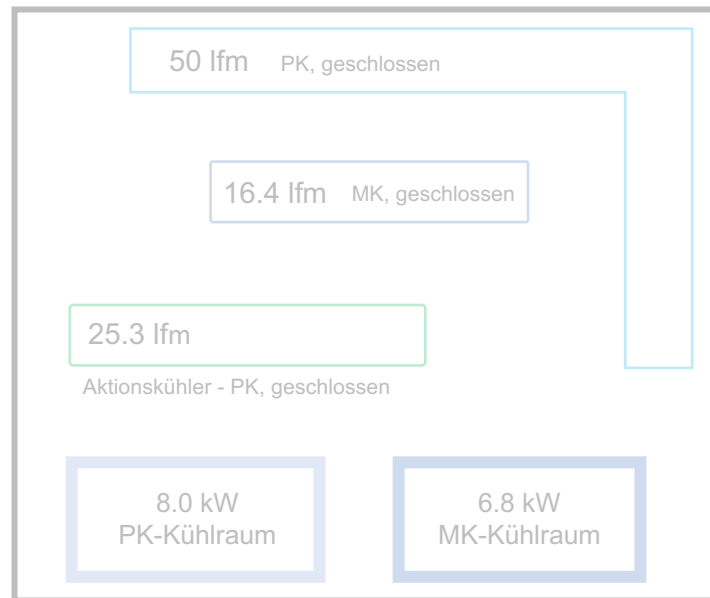 50 lfm PK, geschlossen
16.4 lfm MK, geschlossen
25.3 lfm
Aktionskühler - PK, geschlossen
8.0 kW
PK-Kühlraum
6.8 kW
MK-Kühlraum